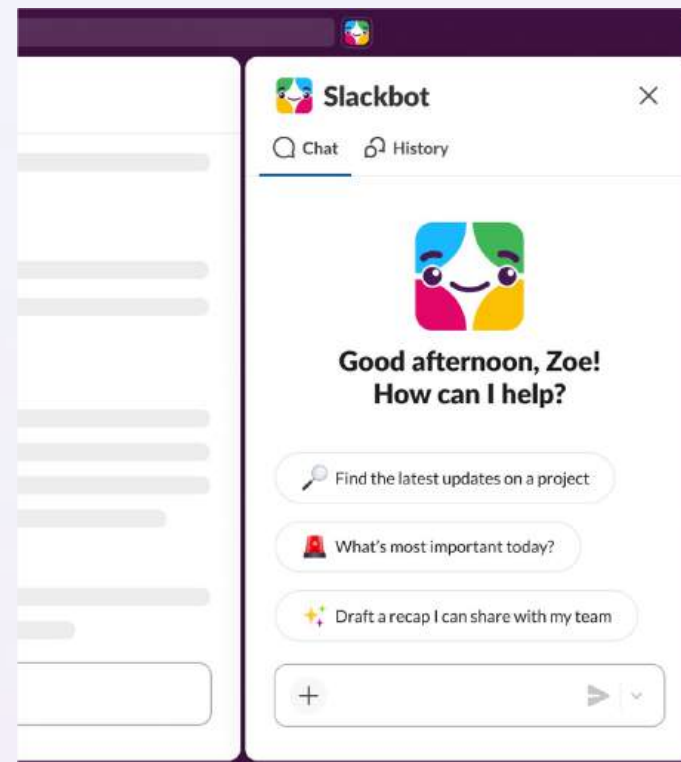 Slackbot
Chat History
Good afternoon, Zoe!
How can I help?
Find the latest updates on a project
What's most important today?
Draft a recap I can share with my team